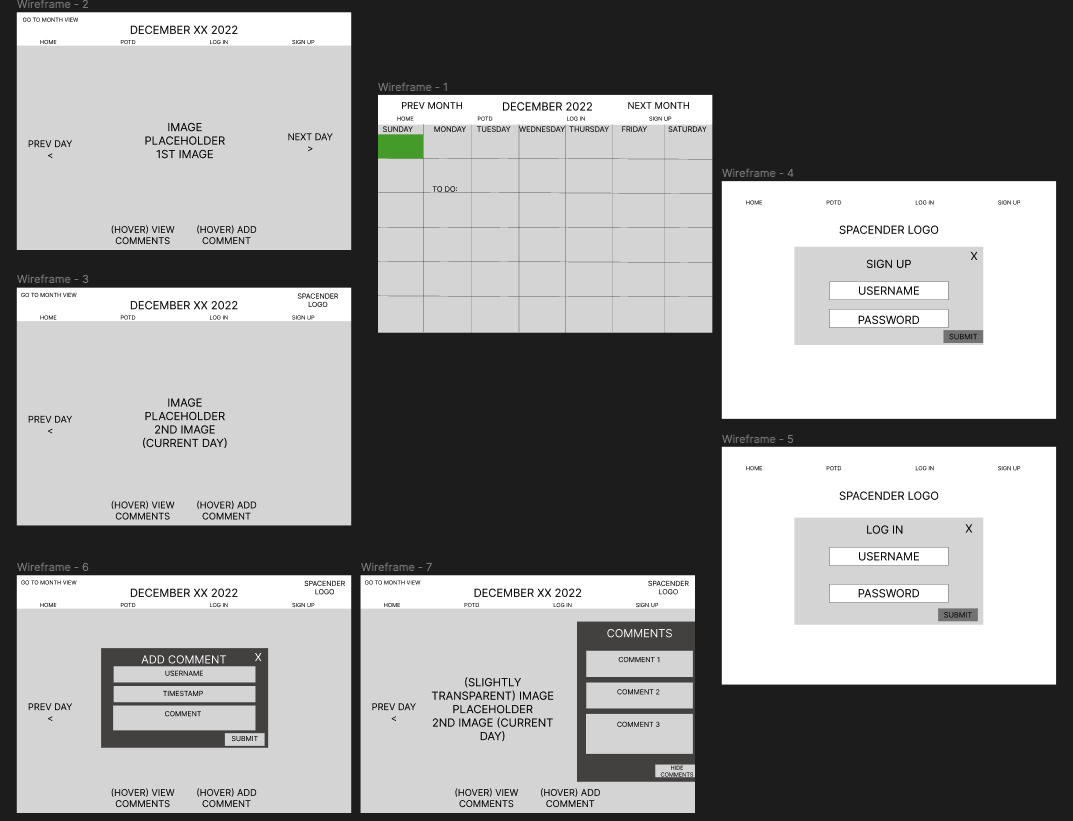 Wireframe - 2
GO TO MONTH VIEW
DECEMBER XX 2022
HOME POTD LOG IN SIGN UP
IMAGE
PLACEHOLDER
1ST IMAGE
PREV DAY
<
NEXT DAY
>
(HOVER) VIEW
COMMENTS
(HOVER) ADD
COMMENT
Wireframe - 1
PREV MONTH DECEMBER 2022 NEXT MONTH
HOME POTD LOG IN SIGN UP
SUNDAY MONDAY TUESDAY WEDNESDAY THURSDAY FRIDAY SATURDAY
TO DO:
Wireframe - 4
HOME POTD LOG IN SIGN UP
SPACENDER LOGO
X
SIGN UP
USERNAME
PASSWORD
SUBMIT
Wireframe - 3
GO TO MONTH VIEW
DECEMBER XX 2022
SPACENDER
LOGO
HOME POTD LOG IN SIGN UP
PREV DAY
<
IMAGE
PLACEHOLDER
2ND IMAGE
(CURRENT DAY)
(HOVER) VIEW
COMMENTS
(HOVER) ADD
COMMENT
Wireframe - 5
HOME POTD LOG IN SIGN UP
SPACENDER LOGO
LOG IN X
USERNAME
PASSWORD
SUBMIT
Wireframe - 6
GO TO MONTH VIEW
DECEMBER XX 2022
SPACENDER
LOGO
HOME POTD LOG IN SIGN UP
ADD COMMENT X
USERNAME
TIMESTAMP
COMMENT
SUBMIT
PREV DAY
<
(HOVER) VIEW
COMMENTS
(HOVER) ADD
COMMENT
Wireframe - 7
GO TO MONTH VIEW
DECEMBER XX 2022
SPACENDER
LOGO
HOME POTD LOG IN SIGN UP
PREV DAY
<
(SLIGHTLY
TRANSPARENT) IMAGE
PLACEHOLDER
2ND IMAGE (CURRENT
DAY)
COMMENTS
COMMENT 1
COMMENT 2
COMMENT 3
HIDE
COMMENTS
(HOVER) VIEW
COMMENTS
(HOVER) ADD
COMMENT